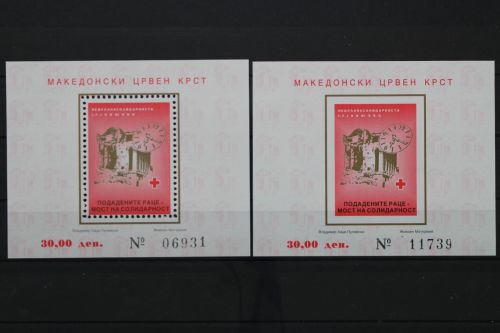 МАКЕДОНСКИ ЦРВЕН КРСТ
ПОДАДЕНИТЕ РАЦЕ -
МОСТ НА СОЛИДАРНОСТ
30,00 ден.
№ 06931
МАКЕДОНСКИ ЦРВЕН КРСТ
ПОДАДЕНИТЕ РАЦЕ -
МОСТ НА СОЛИДАРНОСТ
30,00 ден.
№ 11739